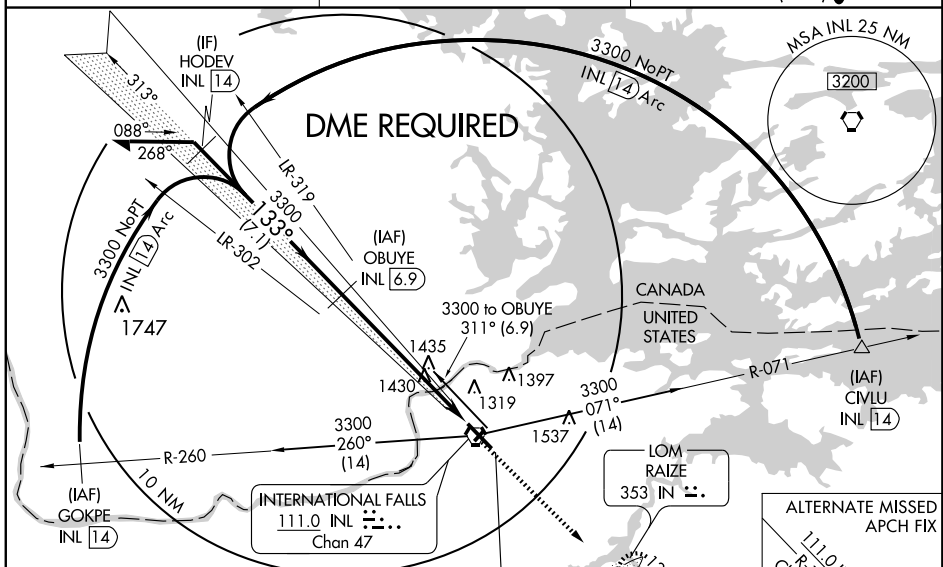 (IF)
HODEV
INL 14
3300 NoPT
INL 14 Arc
MSA INL 25 NM
3200
313°
088°
268°
DME REQUIRED
LR-319
3300
133°
(7.1)
LR-302
3300 NoPT
INL 14 Arc
1747
(IAF)
OBUYE
INL 6.9
3300 to OBUYE
311° (6.9)
CANADA
UNITED
STATES
1435
1430
1397
1319
1537
3300
071°
(14)
R-071
(IAF)
CIVLU
INL 14
3300
260°
(14)
R-260
(IAF)
GOKPE
INL 14
10 NM
INTERNATIONAL FALLS
111.0 INL
Chan 47
LOM
RAIZE
353 IN
ALTERNATE MISSED
APCH FIX